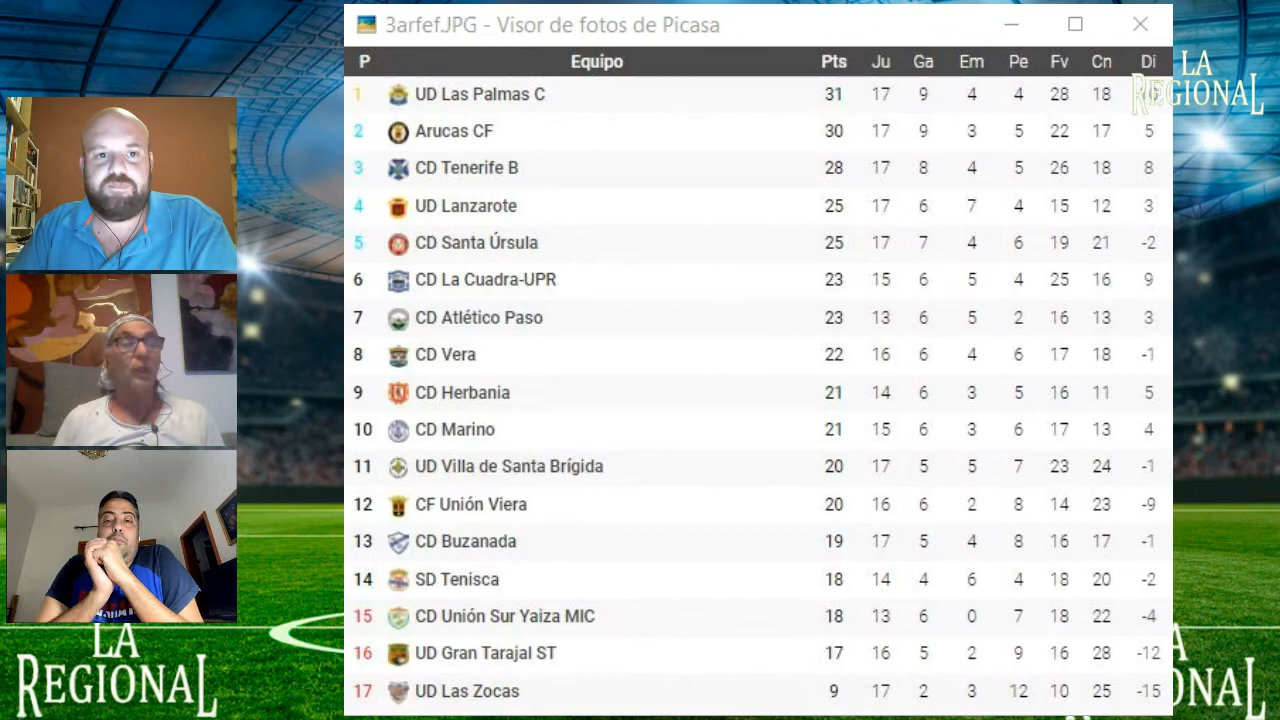 3arfef.JPG - Visor de fotos de Picasa
P Equipo Pts Ju Ga Em Pe Fv Cn Di
1 UD Las Palmas C 31 17 9 4 4 28 18
2 Arucas CF 30 17 9 3 5 22 17 5
3 CD Tenerife B 28 17 8 4 5 26 18 8
4 UD Lanzarote 25 17 6 7 4 15 12 3
5 CD Santa Úrsula 25 17 7 4 6 19 21 -2
6 CD La Cuadra-UPR 23 15 6 5 4 25 16 9
7 CD Atlético Paso 23 13 6 5 2 16 13 3
8 CD Vera 22 16 6 4 6 17 18 -1
9 CD Herbania 21 14 6 3 5 16 11 5
10 CD Marino 21 15 6 3 6 17 13 4
11 UD Villa de Santa Brígida 20 17 5 5 7 23 24 -1
12 CF Unión Viera 20 16 6 2 8 14 23 -9
13 CD Buzanada 19 17 5 4 8 16 17 -1
14 SD Tenisca 18 14 4 6 4 18 20 -2
15 CD Unión Sur Yaiza MIC 18 13 6 0 7 18 22 -4
16 UD Gran Tarajal ST 17 16 5 2 9 16 28 -12
17 UD Las Zocas 9 17 2 3 12 10 25 -15
LA
REGIONAL
LA
REGIONAL